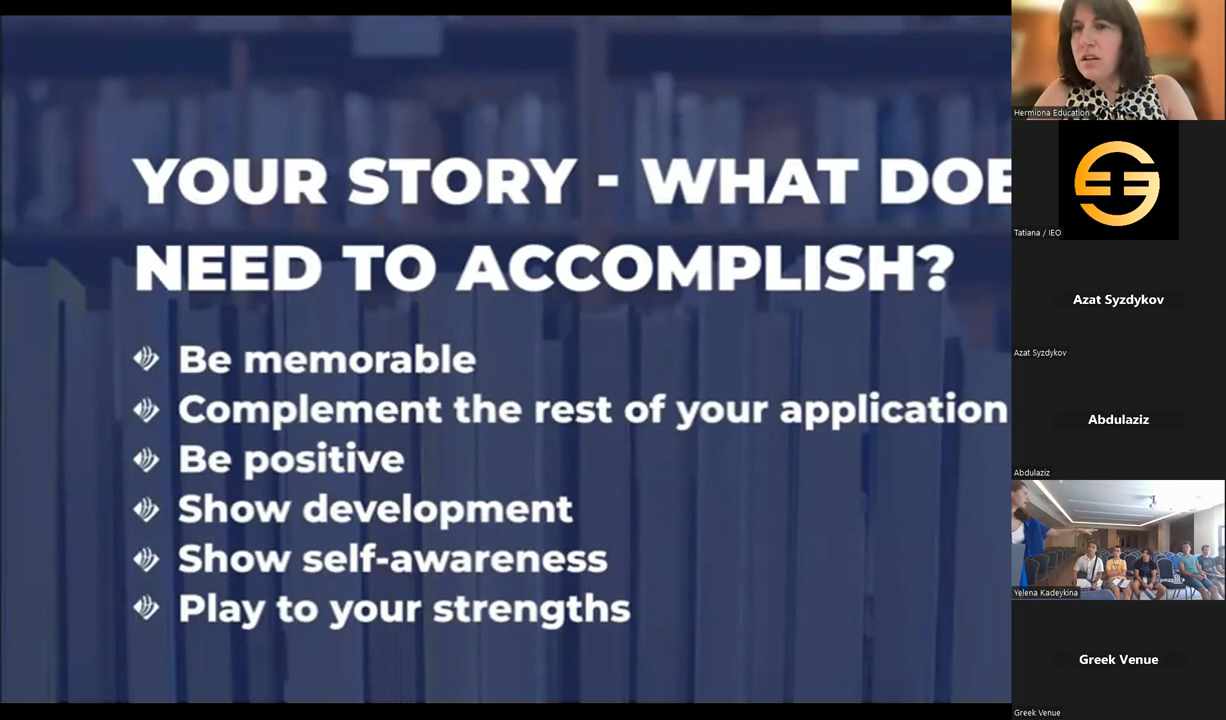 YOUR STORY - WHAT DOE
NEED TO ACCOMPLISH?
Be memorable
Complement the rest of your application
Be positive
Show development
Show self-awareness
Play to your strengths
Hermiona Education
Tatiana / IEO
Azat Syzdykov
Azat Syzdykov
Abdulaziz
Abdulaziz
Yelena Kadeykina
Greek Venue
Greek Venue